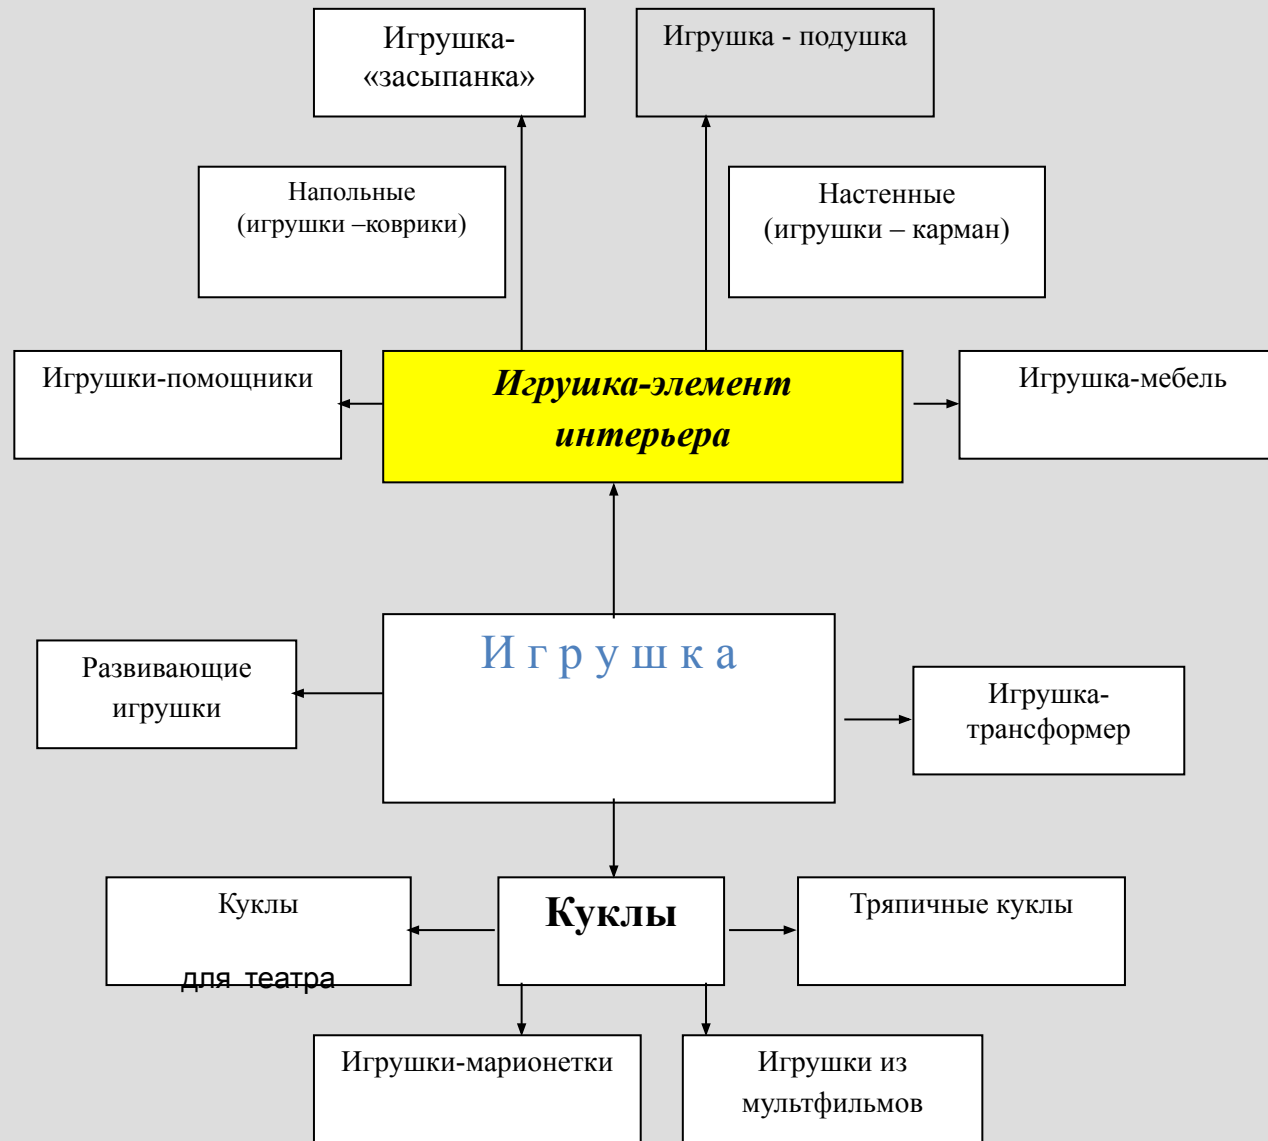 Игрушка-
«засыпанка»
Игрушка - подушка
Напольные
(игрушки –коврики)
Настенные
(игрушки – карман)
Игрушки-помощники
Игрушка-элемент
интерьера
Игрушка-мебель
И г р у ш к а
Развивающие
игрушки
Игрушка-
трансформер
Куклы
для театра
Куклы
Тряпичные куклы
Игрушки-марионетки
Игрушки из
мультфильмов